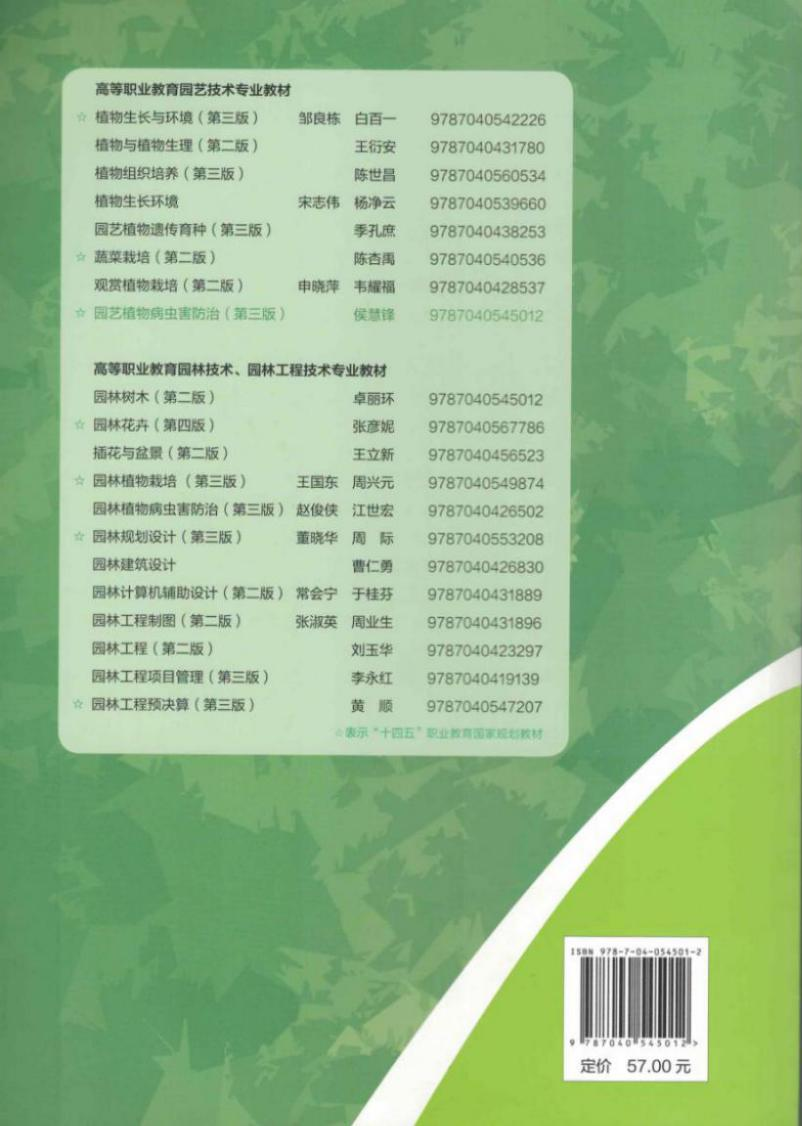 高等职业教育园艺技术专业教材
☆ 植物生长与环境（第三版） 邹良栋 白百一 9787040542226
植物与植物生理（第二版） 王衍安 9787040431780
植物组织培养（第三版） 陈世昌 9787040560534
植物生长环境 宋志伟 杨净云 9787040539660
园艺植物遗传育种（第三版） 季孔庶 9787040438253
☆ 蔬菜栽培（第二版） 陈杏禹 9787040540536
观赏植物栽培（第二版） 申晓萍 韦耀福 9787040428537
☆ 园艺植物病虫害防治（第三版） 侯慧锋 9787040545012
高等职业教育园林技术、园林工程技术专业教材
园林树木（第二版） 卓丽环 9787040545012
☆ 园林花卉（第四版） 张彦妮 9787040567786
插花与盆景（第二版） 王立新 9787040456523
☆ 园林植物栽培（第三版） 王国东 周兴元 9787040549874
园林植物病虫害防治（第三版） 赵俊侠 江世宏 9787040426502
☆ 园林规划设计（第三版） 董晓华 周 际 9787040553208
园林建筑设计 曹仁勇 9787040426830
园林计算机辅助设计（第二版） 常会宁 于桂芬 9787040431889
园林工程制图（第二版） 张淑英 周业生 9787040431896
园林工程（第二版） 刘玉华 9787040423297
园林工程项目管理（第三版） 李永红 9787040419139
☆ 园林工程预决算（第三版） 黄 顺 9787040547207
☆表示“十四五”职业教育国家规划教材
ISBN 978-7-04-054501-2
9 787040 545012 >
定价 57.00 元